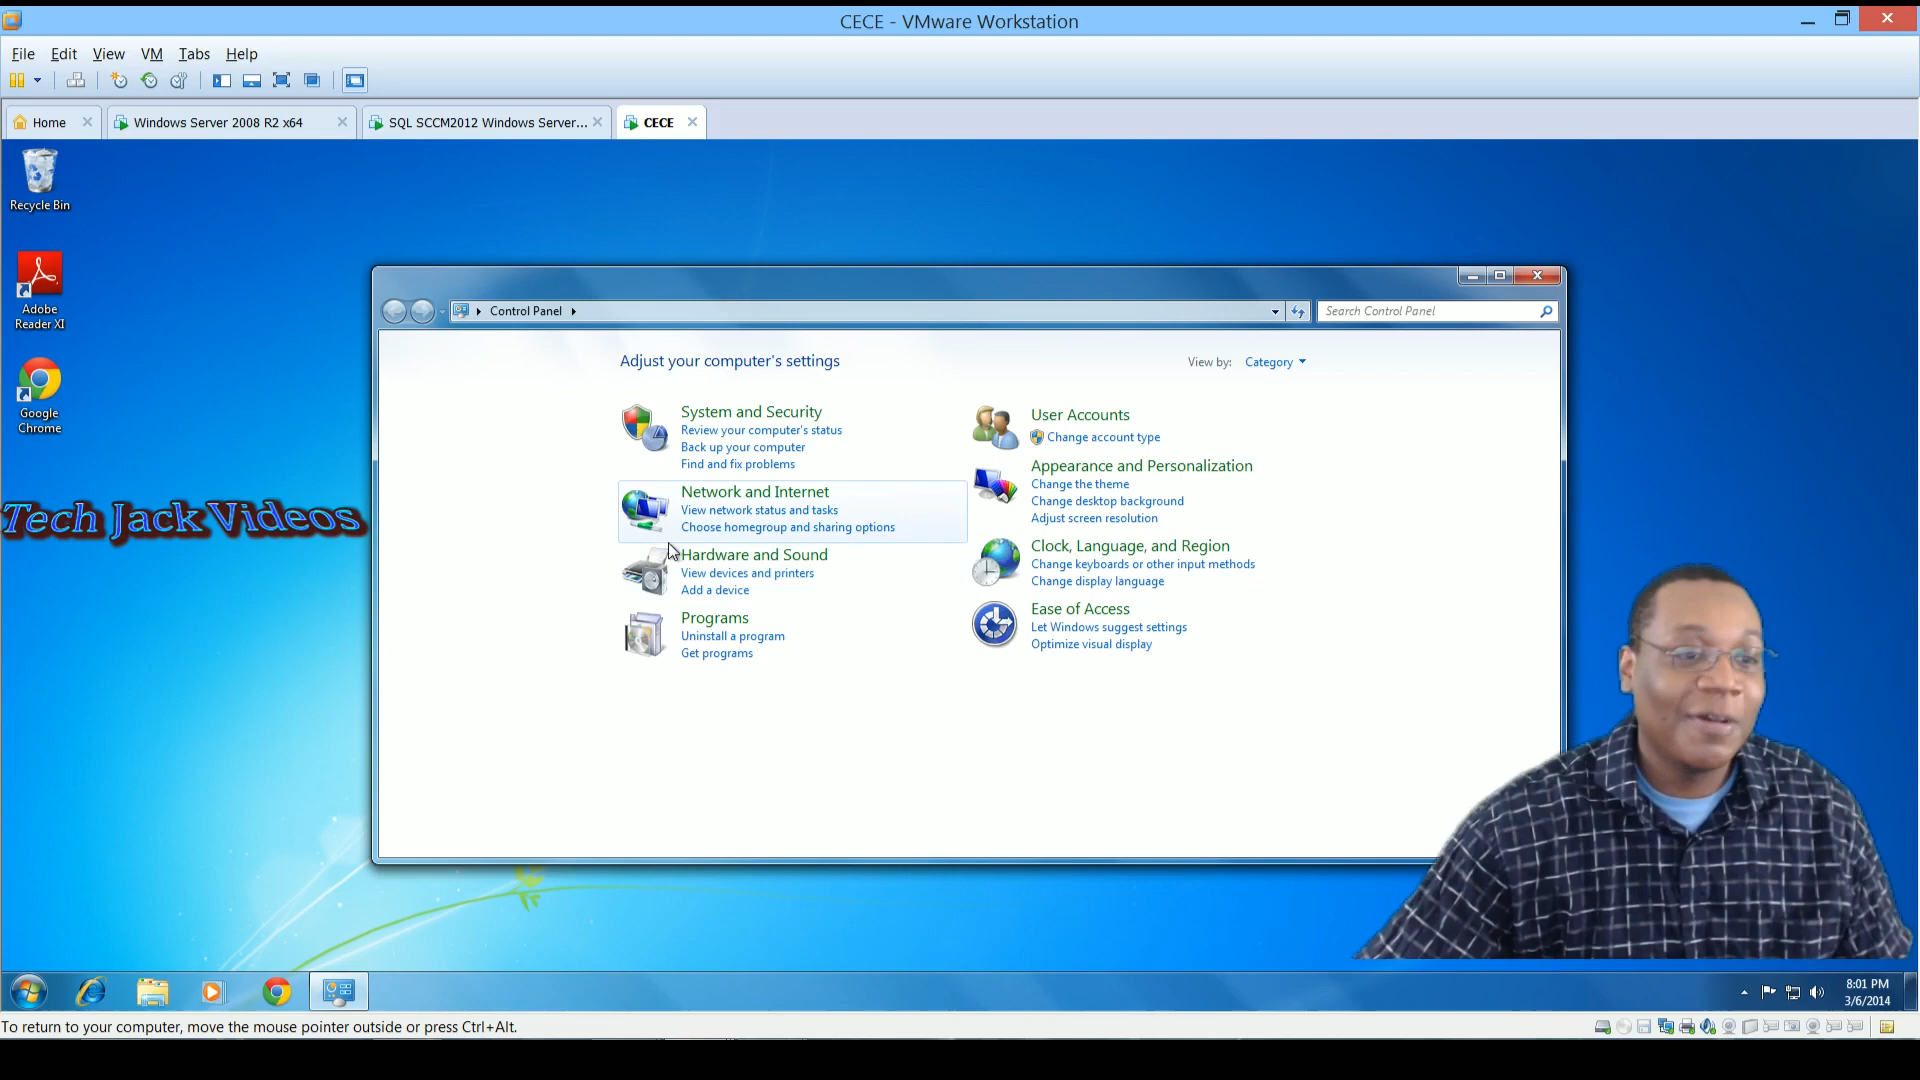 CECE - VMware Workstation
File Edit View VM Tabs Help
Home Windows Server 2008 R2 x64 SQL SCCM2012 Windows Server... CECE
Recycle Bin
Adobe
Reader XI
Google
Chrome
Tech Jack Videos
Control Panel
Search Control Panel
Adjust your computer's settings
View by: Category
System and Security
Review your computer's status
Back up your computer
Find and fix problems
Network and Internet
View network status and tasks
Choose homegroup and sharing options
Hardware and Sound
View devices and printers
Add a device
Programs
Uninstall a program
Get programs
User Accounts
Change account type
Appearance and Personalization
Change the theme
Change desktop background
Adjust screen resolution
Clock, Language, and Region
Change keyboards or other input methods
Change display language
Ease of Access
Let Windows suggest settings
Optimize visual display
8:01 PM
3/6/2014
To return to your computer, move the mouse pointer outside or press Ctrl+Alt.